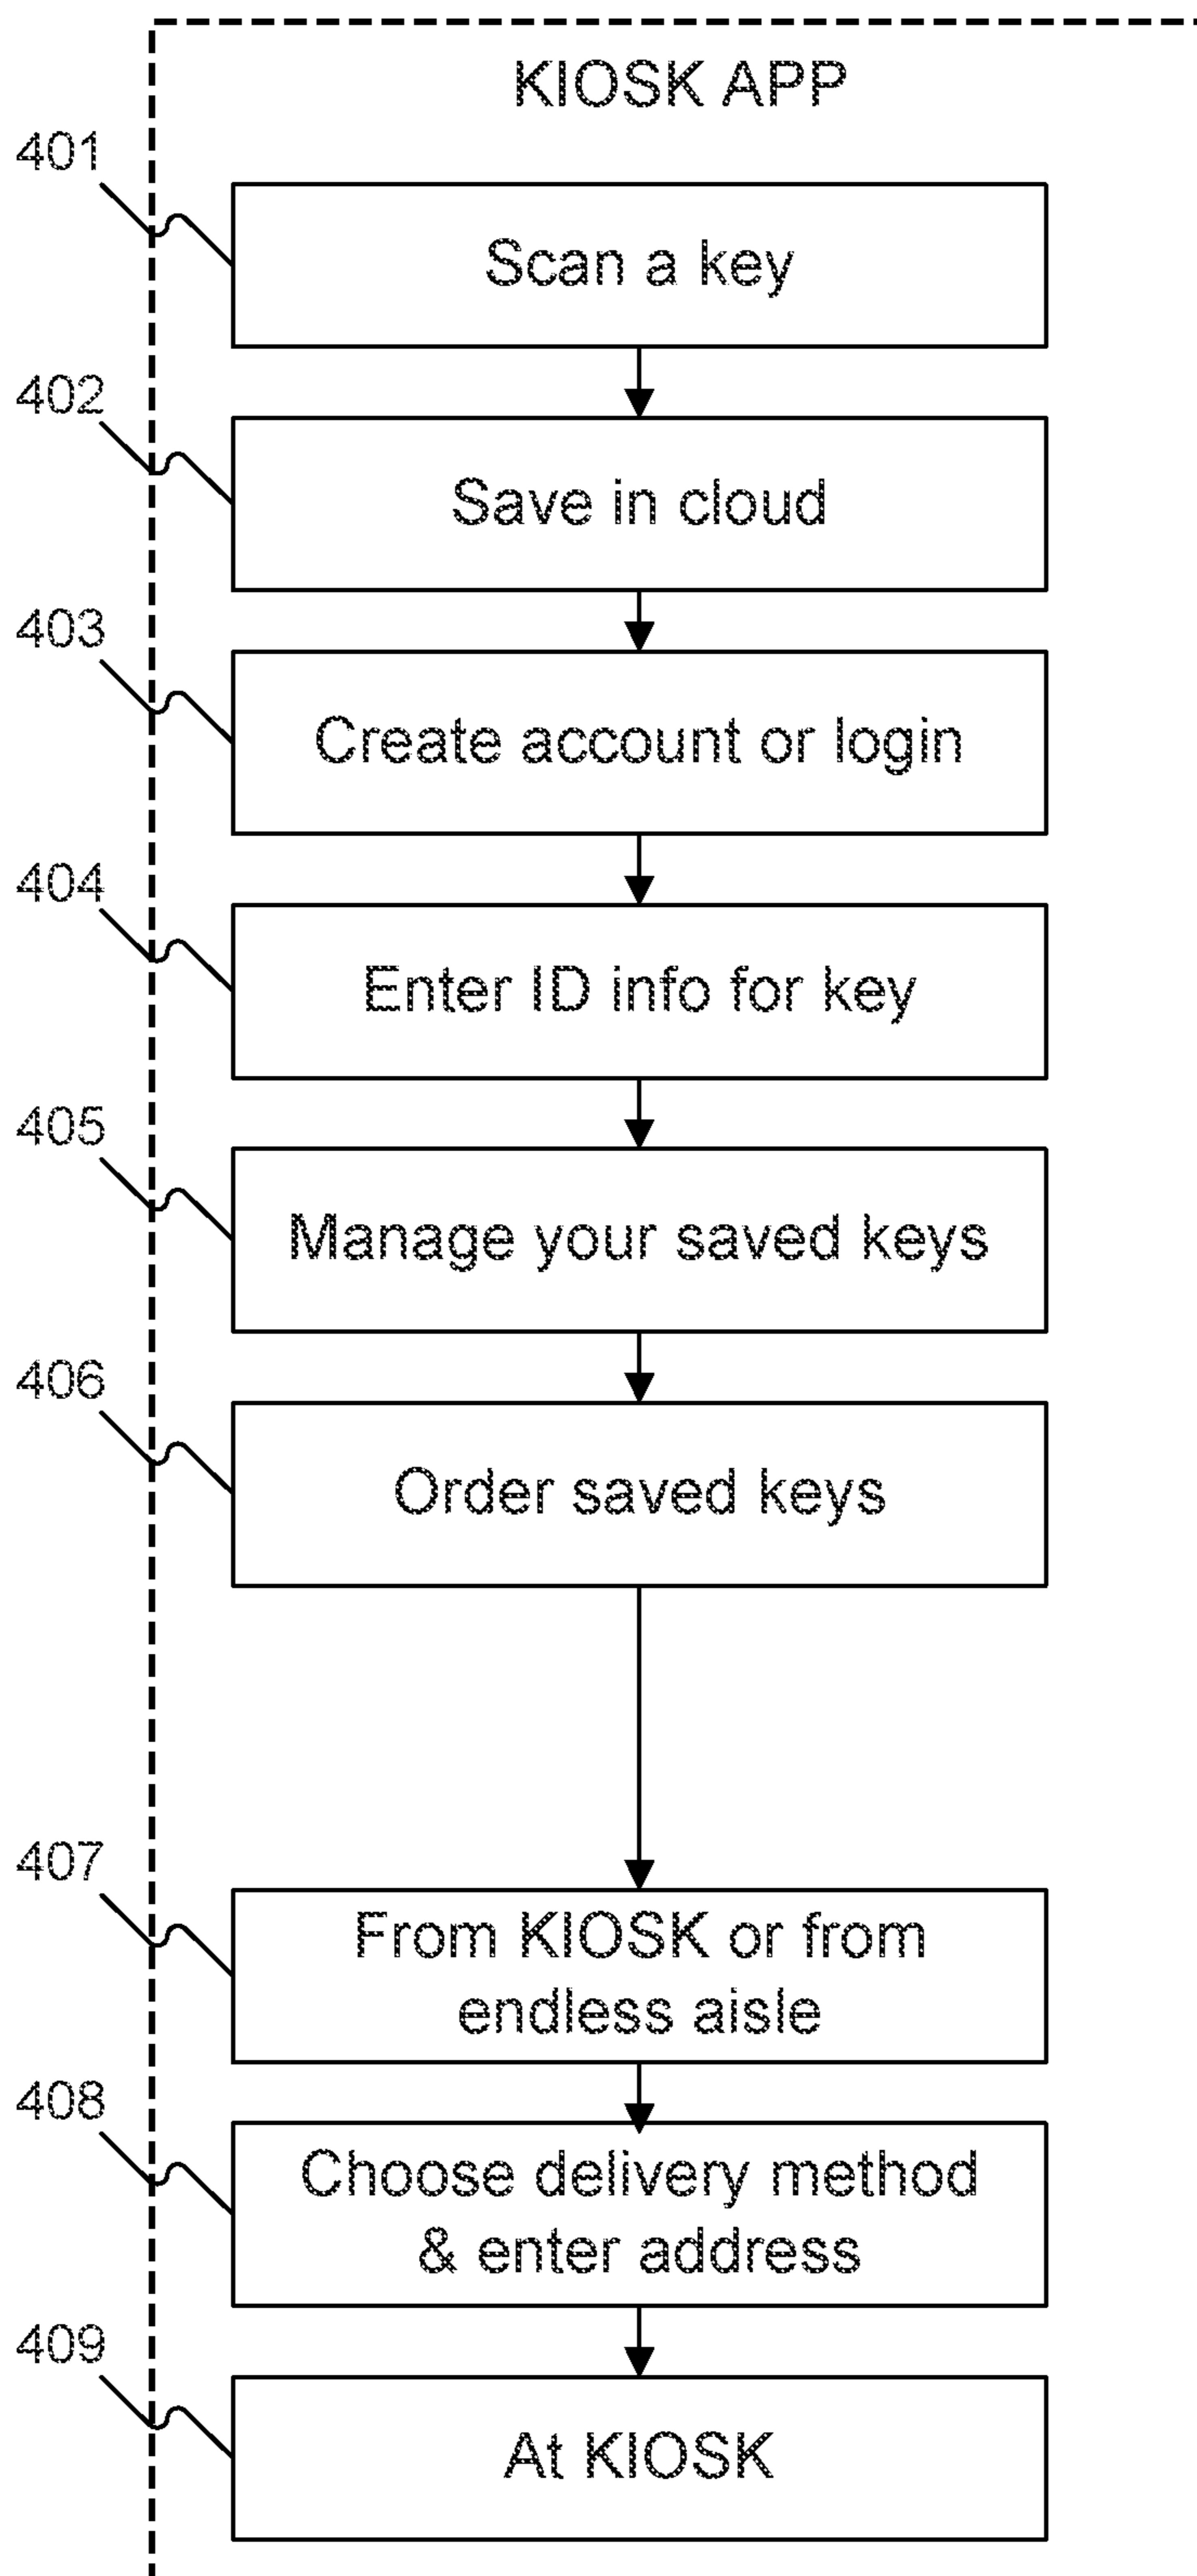 KIOSK APP
401
Scan a key
402
Save in cloud
403
Create account or login
404
Enter ID info for key
405
Manage your saved keys
406
Order saved keys
407
From KIOSK or from
endless aisle
408
Choose delivery method
& enter address
409
At KIOSK